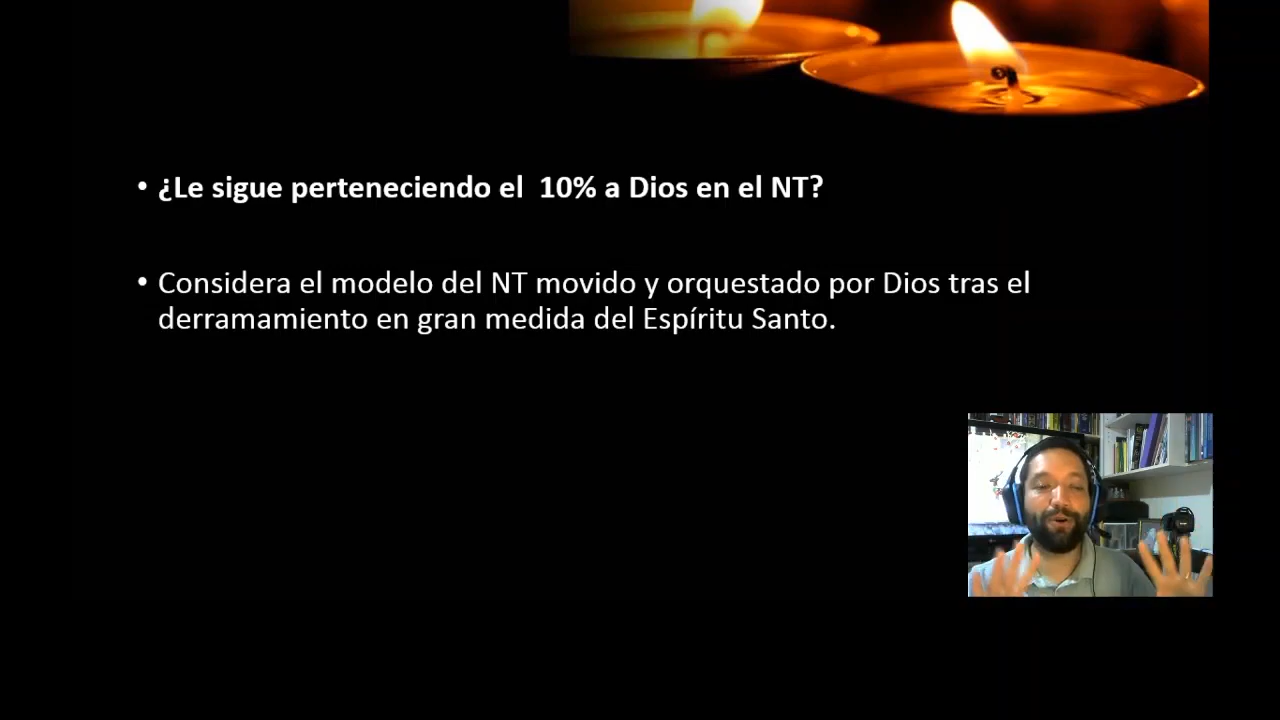 • ¿Le sigue perteneciendo el  10% a Dios en el NT?
• Considera el modelo del NT movido y orquestado por Dios tras el
derramamiento en gran medida del Espíritu Santo.